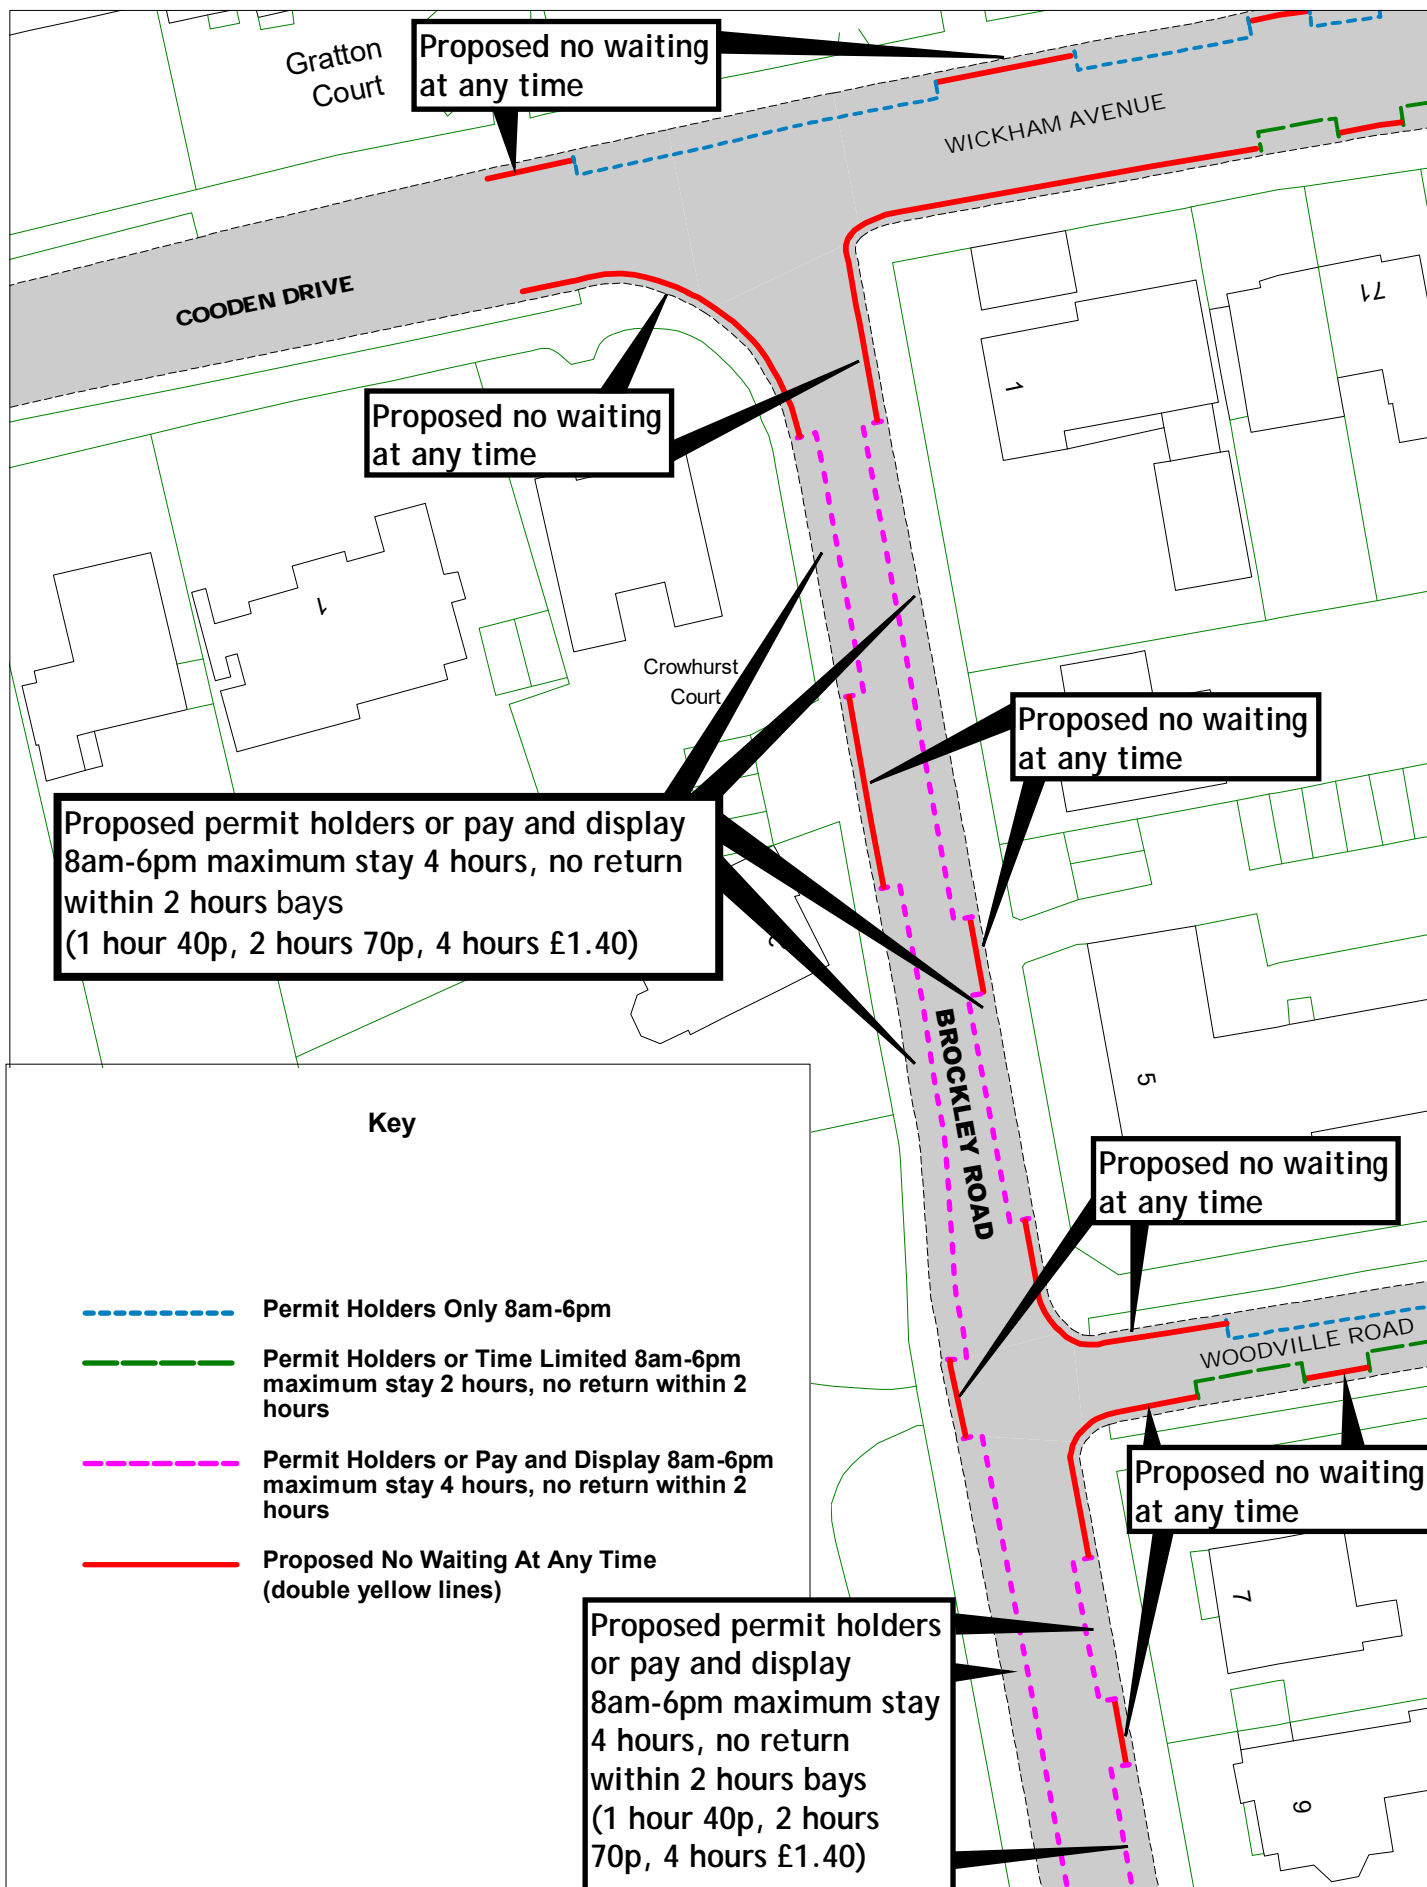 Gratton
Court
Proposed no waiting
at any time
WICKHAM AVENUE
COODEN DRIVE
71
1
Proposed no waiting
at any time
1
Crowhurst
Court
Proposed no waiting
at any time
Proposed permit holders or pay and display
8am-6pm maximum stay 4 hours, no return
within 2 hours bays
(1 hour 40p, 2 hours 70p, 4 hours £1.40)
BROCKLEY ROAD
5
Key
Proposed no waiting
at any time
Permit Holders Only 8am-6pm
WOODVILLE ROAD
Permit Holders or Time Limited 8am-6pm
maximum stay 2 hours, no return within 2
hours
Permit Holders or Pay and Display 8am-6pm
maximum stay 4 hours, no return within 2
hours
Proposed no waiting
at any time
Proposed No Waiting At Any Time
(double yellow lines)
7
Proposed permit holders
or pay and display
8am-6pm maximum stay
4 hours, no return
within 2 hours bays
(1 hour 40p, 2 hours
70p, 4 hours £1.40)
9